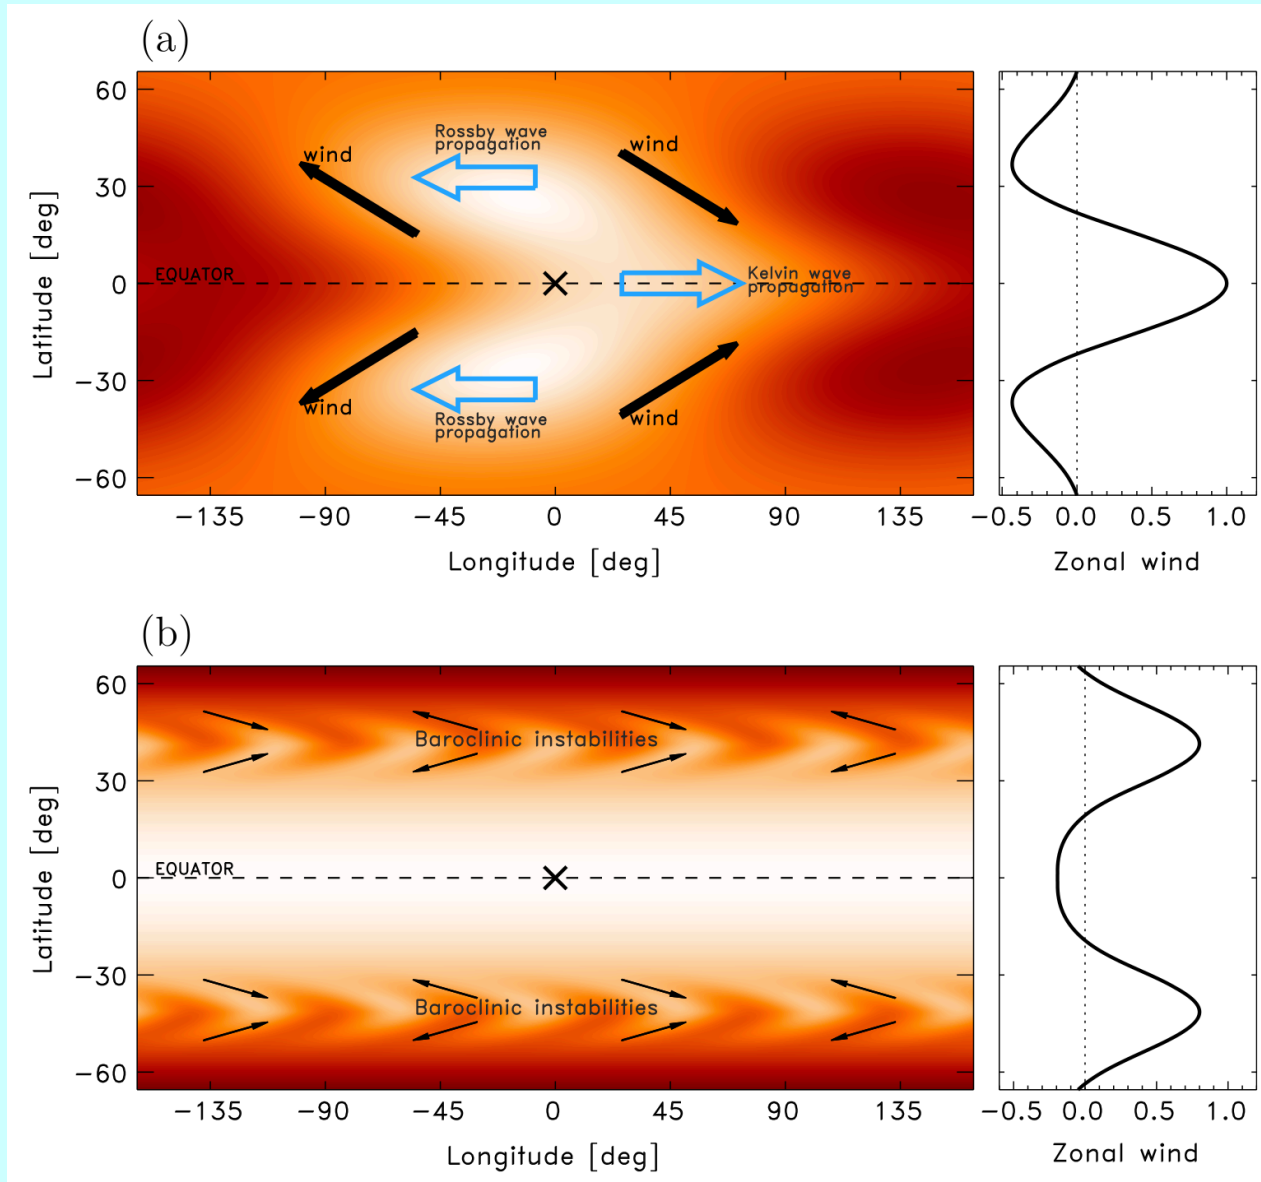 (a)
60
30
0
−30
−60
Latitude [deg]
Rossby wave
propagation
wind
wind
EQUATOR
Kelvin wave
propagation
wind
wind
Rossby wave
propagation
−135 −90 −45 0 45 90 135
Longitude [deg]
−0.5 0.0 0.5 1.0
Zonal wind
(b)
60
30
0
−30
−60
Latitude [deg]
Baroclinic instabilities
EQUATOR
Baroclinic instabilities
−135 −90 −45 0 45 90 135
Longitude [deg]
−0.5 0.0 0.5 1.0
Zonal wind